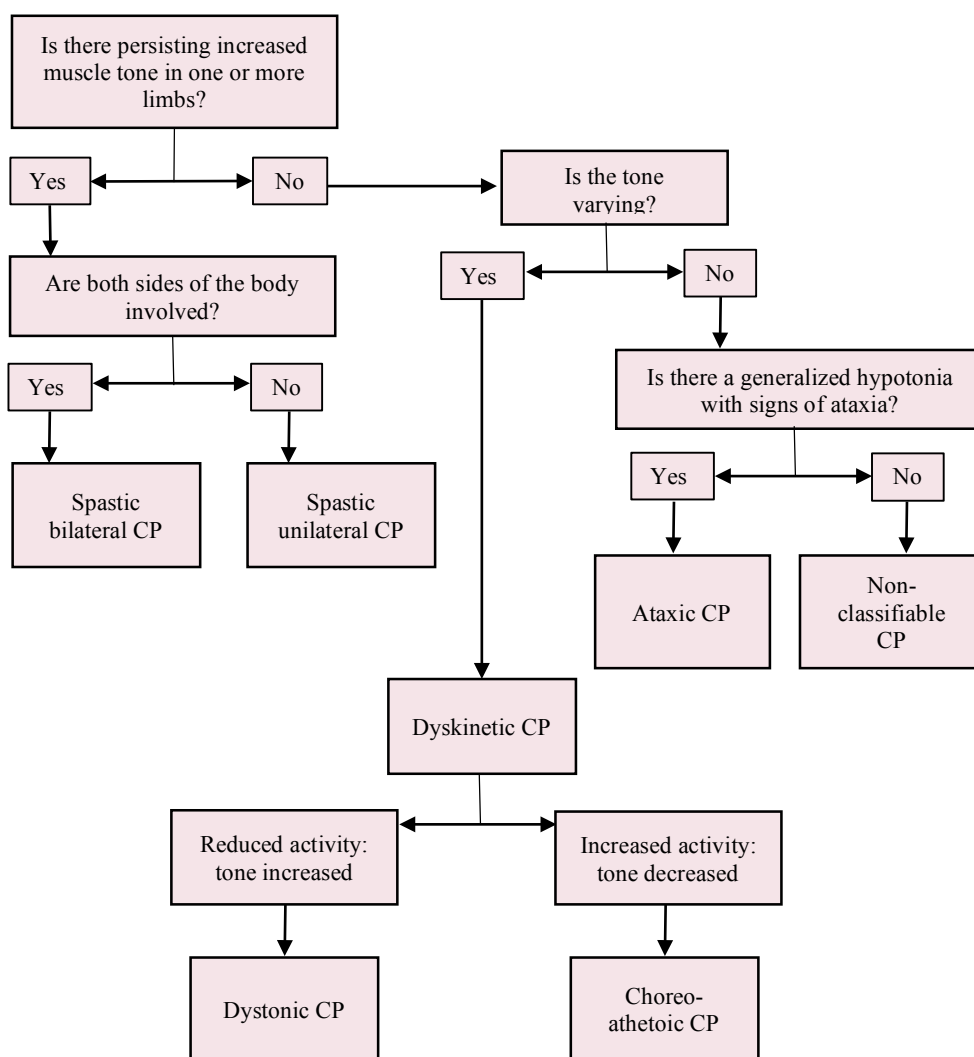 Is there persisting increased
muscle tone in one or more
limbs?
Yes
No
Is the tone
varying?
Are both sides of the body
involved?
Yes
No
Yes
No
Is there a generalized hypotonia
with signs of ataxia?
Spastic
bilateral CP
Spastic
unilateral CP
Yes
No
Ataxic CP
Non-
classifiable
CP
Dyskinetic CP
Reduced activity:
tone increased
Increased activity:
tone decreased
Dystonic CP
Choreo-
athetoic CP